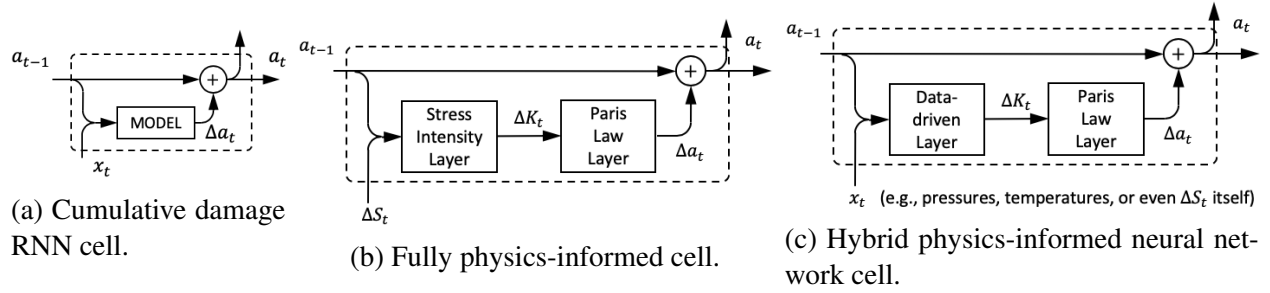 a_{t-1}
a_t
+
MODEL
Δa_t
x_t
(a) Cumulative damage
RNN cell.
a_{t-1}
a_t
+
Stress
Intensity
Layer
ΔK_t
Paris
Law
Layer
Δa_t
ΔS_t
(b) Fully physics-informed cell.
a_{t-1}
a_t
+
Data-
driven
Layer
ΔK_t
Paris
Law
Layer
Δa_t
x_t (e.g., pressures, temperatures, or even ΔS_t itself)
(c) Hybrid physics-informed neural net-
work cell.